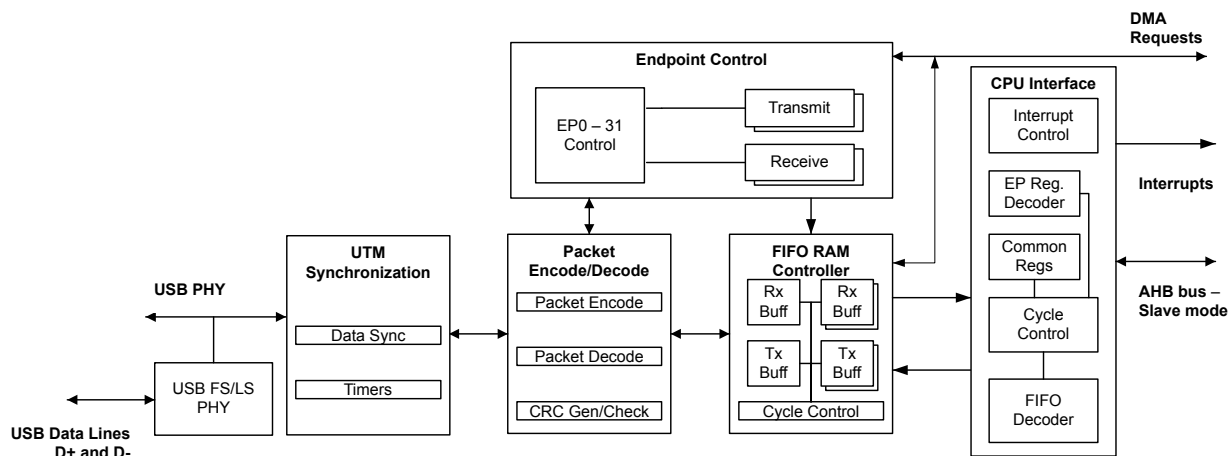 DMA
Requests
Endpoint Control
CPU Interface
Transmit
Interrupt
Control
EP0 – 31
Control
Receive
EP Reg.
Decoder
Interrupts
UTM
Synchronization
Packet
Encode/Decode
FIFO RAM
Controller
Common
Regs
USB PHY
Packet Encode
Rx
Buff
Rx
Buff
AHB bus –
Slave mode
Cycle
Control
Data Sync
Packet Decode
Tx
Buff
Tx
Buff
USB FS/LS
PHY
Timers
CRC Gen/Check
Cycle Control
FIFO
Decoder
USB Data Lines
D+ and D-